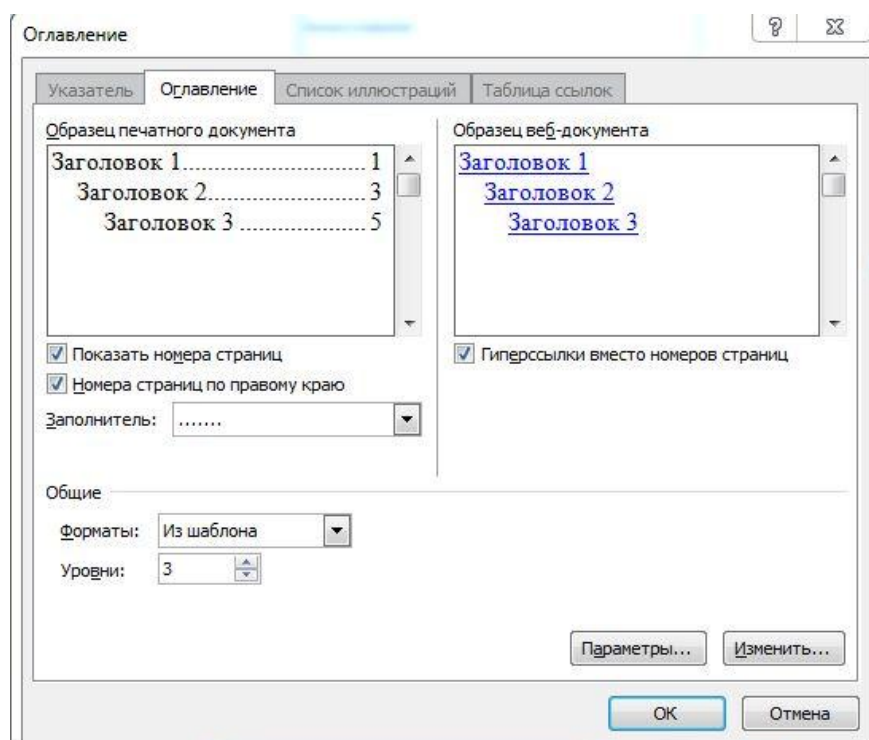 Оглавление
Указатель Оглавление Список иллюстраций Таблица ссылок
Образец печатного документа
Заголовок 1.......................... 1
Заголовок 2....................... 3
Заголовок 3 ................... 5
Показать номера страниц
Номера страниц по правому краю
Заполнитель: .......
Образец веб-документа
Заголовок 1
Заголовок 2
Заголовок 3
Гиперссылки вместо номеров страниц
Общие
Форматы: Из шаблона
Уровни: 3
Параметры... Изменить...
ОК Отмена